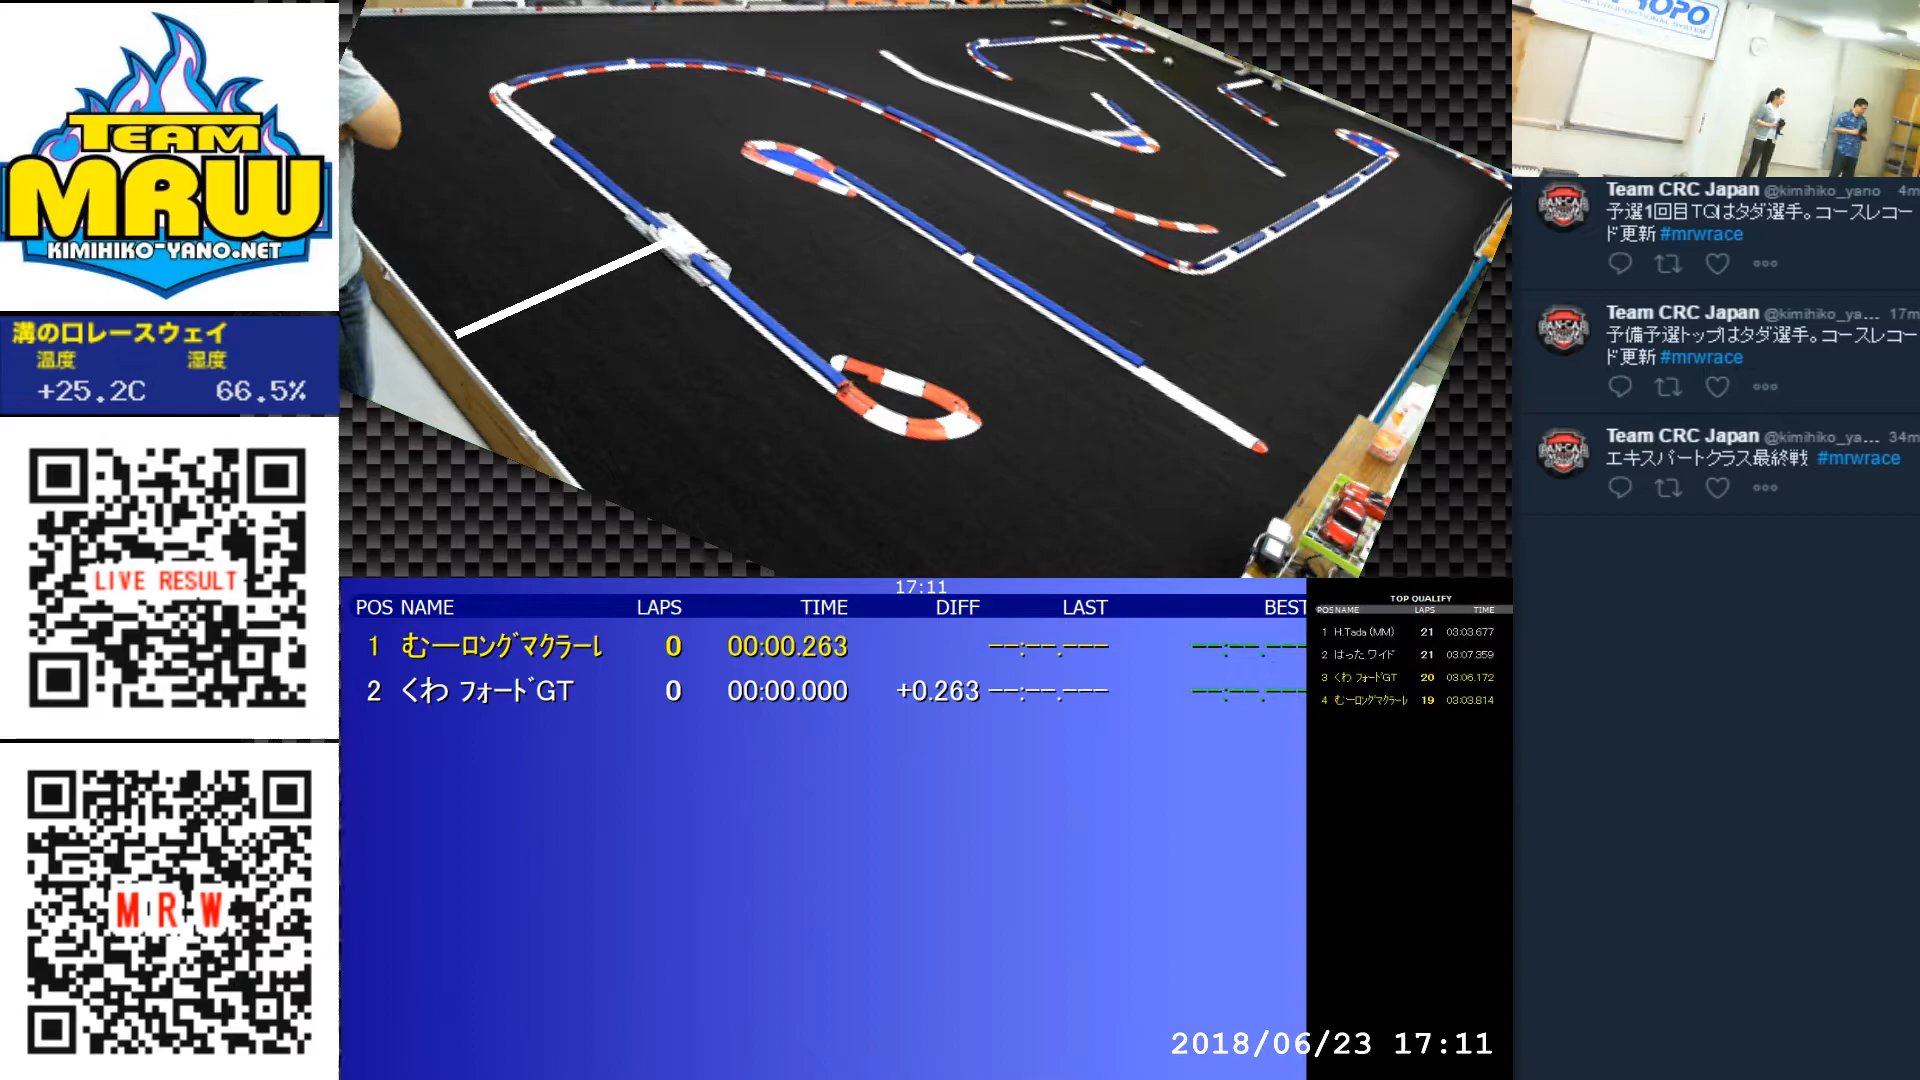 TEAM
MRW
KIMIHIKO-YANO.NET
溝の口レースウェイ
温度 湿度
+25.2C 66.5%
LIVE RESULT
MRW
17:11
POS NAME LAPS TIME DIFF LAST BEST
1 むーロングマクラーレ 0 00:00.263 --:--.--- --:--.---
2 くわ フォードGT 0 00:00.000 +0.263 --:--.--- --:--.---
TOP QUALIFY
POS NAME LAPS TIME
1 H.Tada (MM) 21 03:03.677
2 はった ワイド 21 03:07.359
3 くわ フォードGT 20 03:06.172
4 むーロングマクラーレ 19 03:03.814
2018/06/23 17:11
Team CRC Japan @kimihiko_yano 4m
予選1回目TQはタダ選手。コースレコー
ド更新 #mrwrace
Team CRC Japan @kimihiko_ya... 17m
予備予選トップはタダ選手。コースレコー
ド更新 #mrwrace
Team CRC Japan @kimihiko_ya... 34m
エキスパートクラス最終戦 #mrwrace